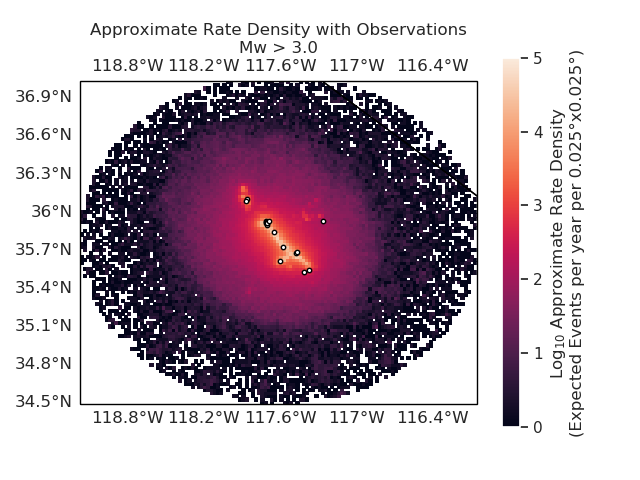 Approximate Rate Density with Observations
Mw > 3.0
118.8°W 118.2°W 117.6°W 117°W 116.4°W
36.9°N
36.6°N
36.3°N
36°N
35.7°N
35.4°N
35.1°N
34.8°N
34.5°N
118.8°W 118.2°W 117.6°W 117°W 116.4°W
5
4
3
2
1
0
Log₁₀ Approximate Rate Density
(Expected Events per year per 0.025°x0.025°)